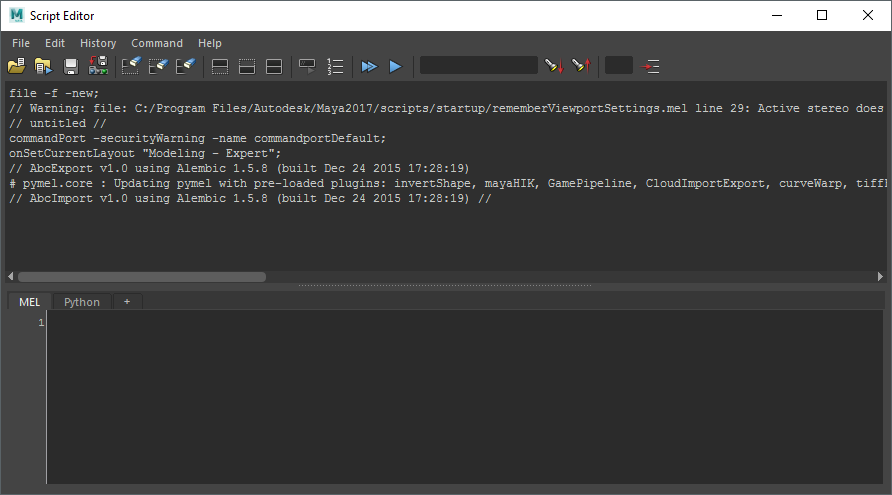 Script Editor
File Edit History Command Help
file -f -new;
// Warning: file: C:/Program Files/Autodesk/Maya2017/scripts/startup/rememberViewportSettings.mel line 29: Active stereo does
// untitled //
commandPort -securityWarning -name commandportDefault;
onSetCurrentLayout "Modeling - Expert";
// AbcExport v1.0 using Alembic 1.5.8 (built Dec 24 2015 17:28:19)
# pymel.core : Updating pymel with pre-loaded plugins: invertShape, mayaHIK, GamePipeline, CloudImportExport, curveWarp,
// AbcImport v1.0 using Alembic 1.5.8 (built Dec 24 2015 17:28:19) //
MEL Python +
1